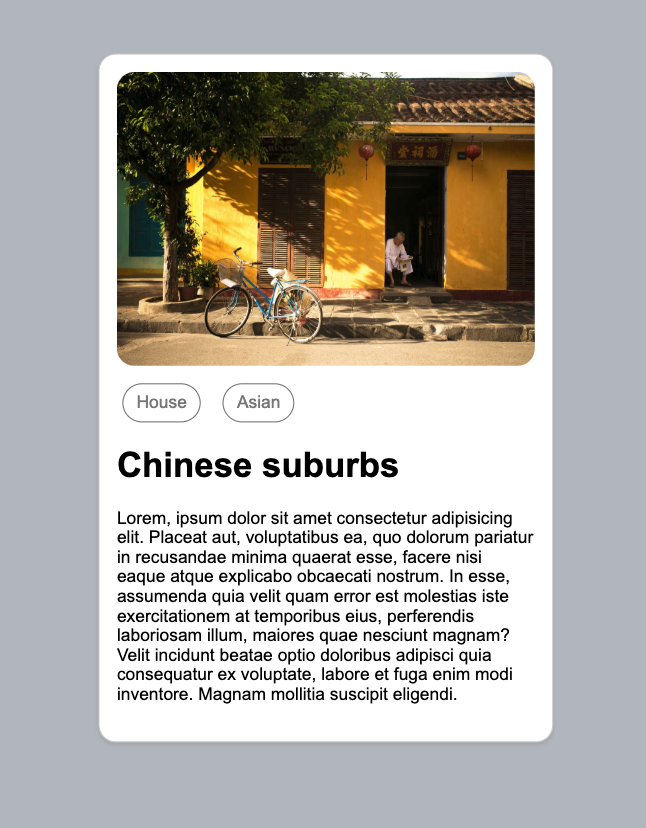 House
Asian
Chinese suburbs
Lorem, ipsum dolor sit amet consectetur adipisicing
elit. Placeat aut, voluptatibus ea, quo dolorum pariatur
in recusandae minima quaerat esse, facere nisi
eaque atque explicabo obcaecati nostrum. In esse,
assumenda quia velit quam error est molestias iste
exercitationem at temporibus eius, perferendis
laboriosam illum, maiores quae nesciunt magnam?
Velit incidunt beatae optio doloribus adipisci quia
consequatur ex voluptate, labore et fuga enim modi
inventore. Magnam mollitia suscipit eligendi.